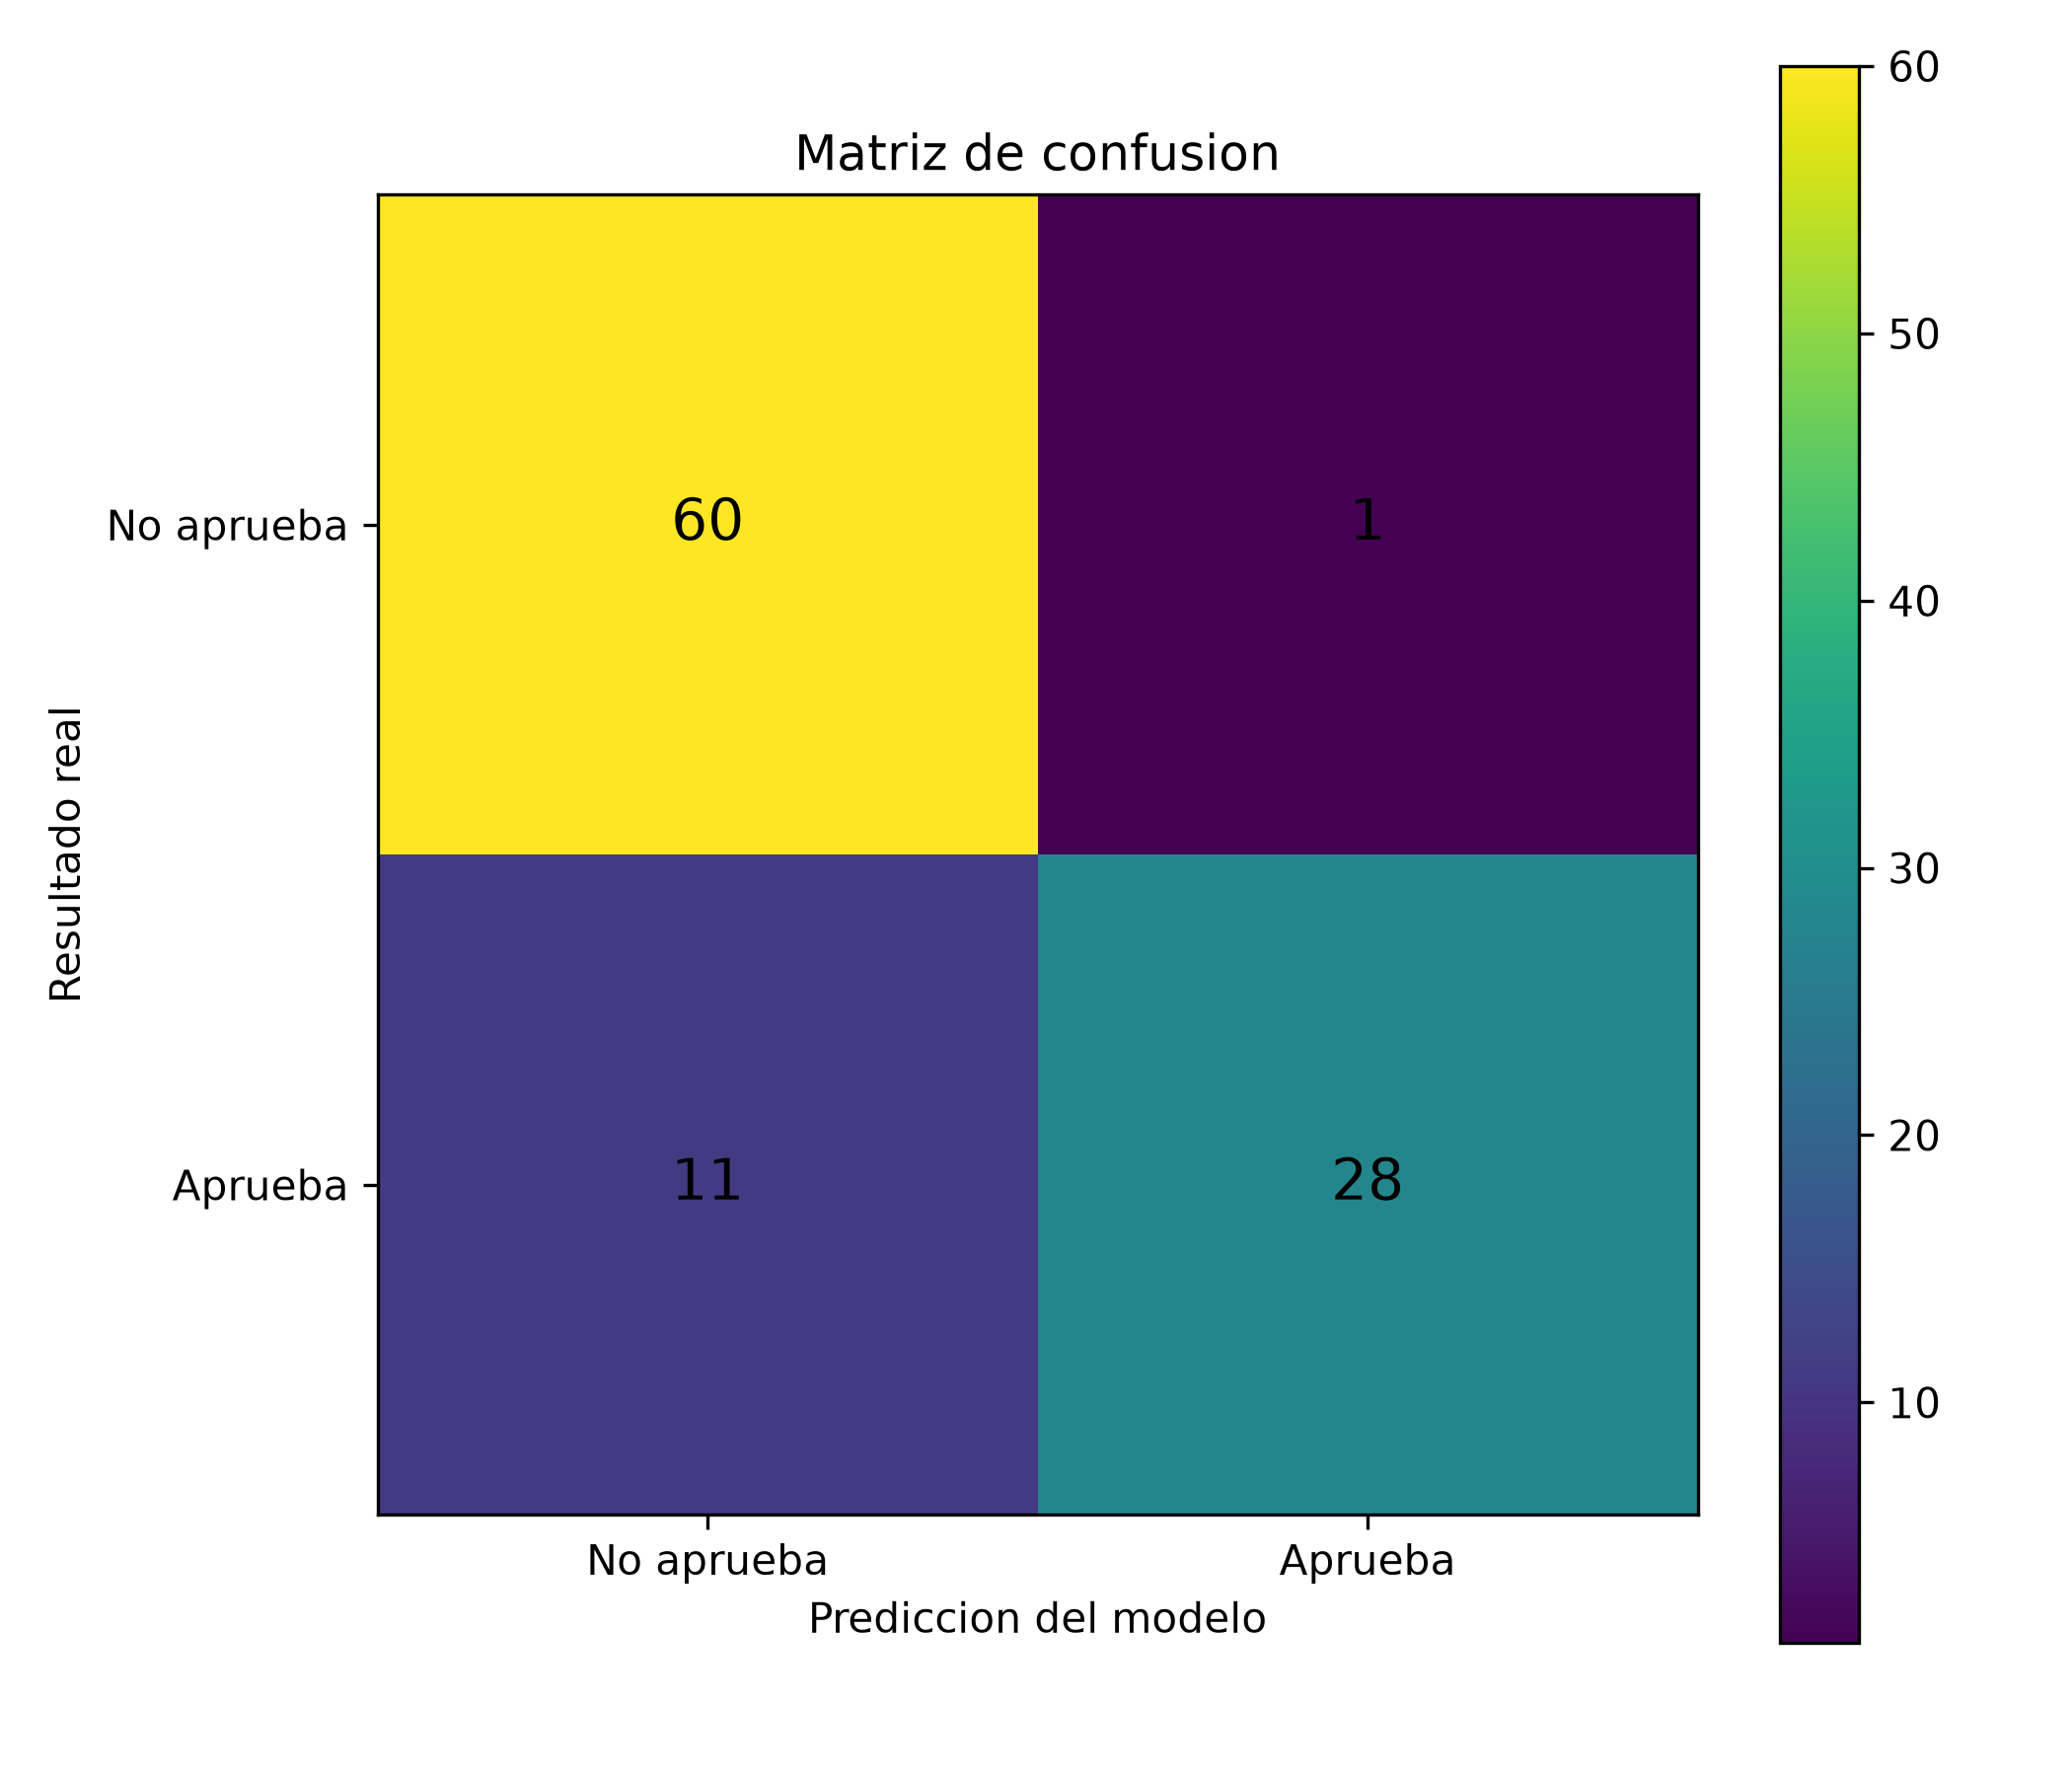 Matriz de confusion
60
50
40
30
20
10
Resultado real
No aprueba
60
1
Aprueba
11
28
No aprueba
Aprueba
Prediccion del modelo